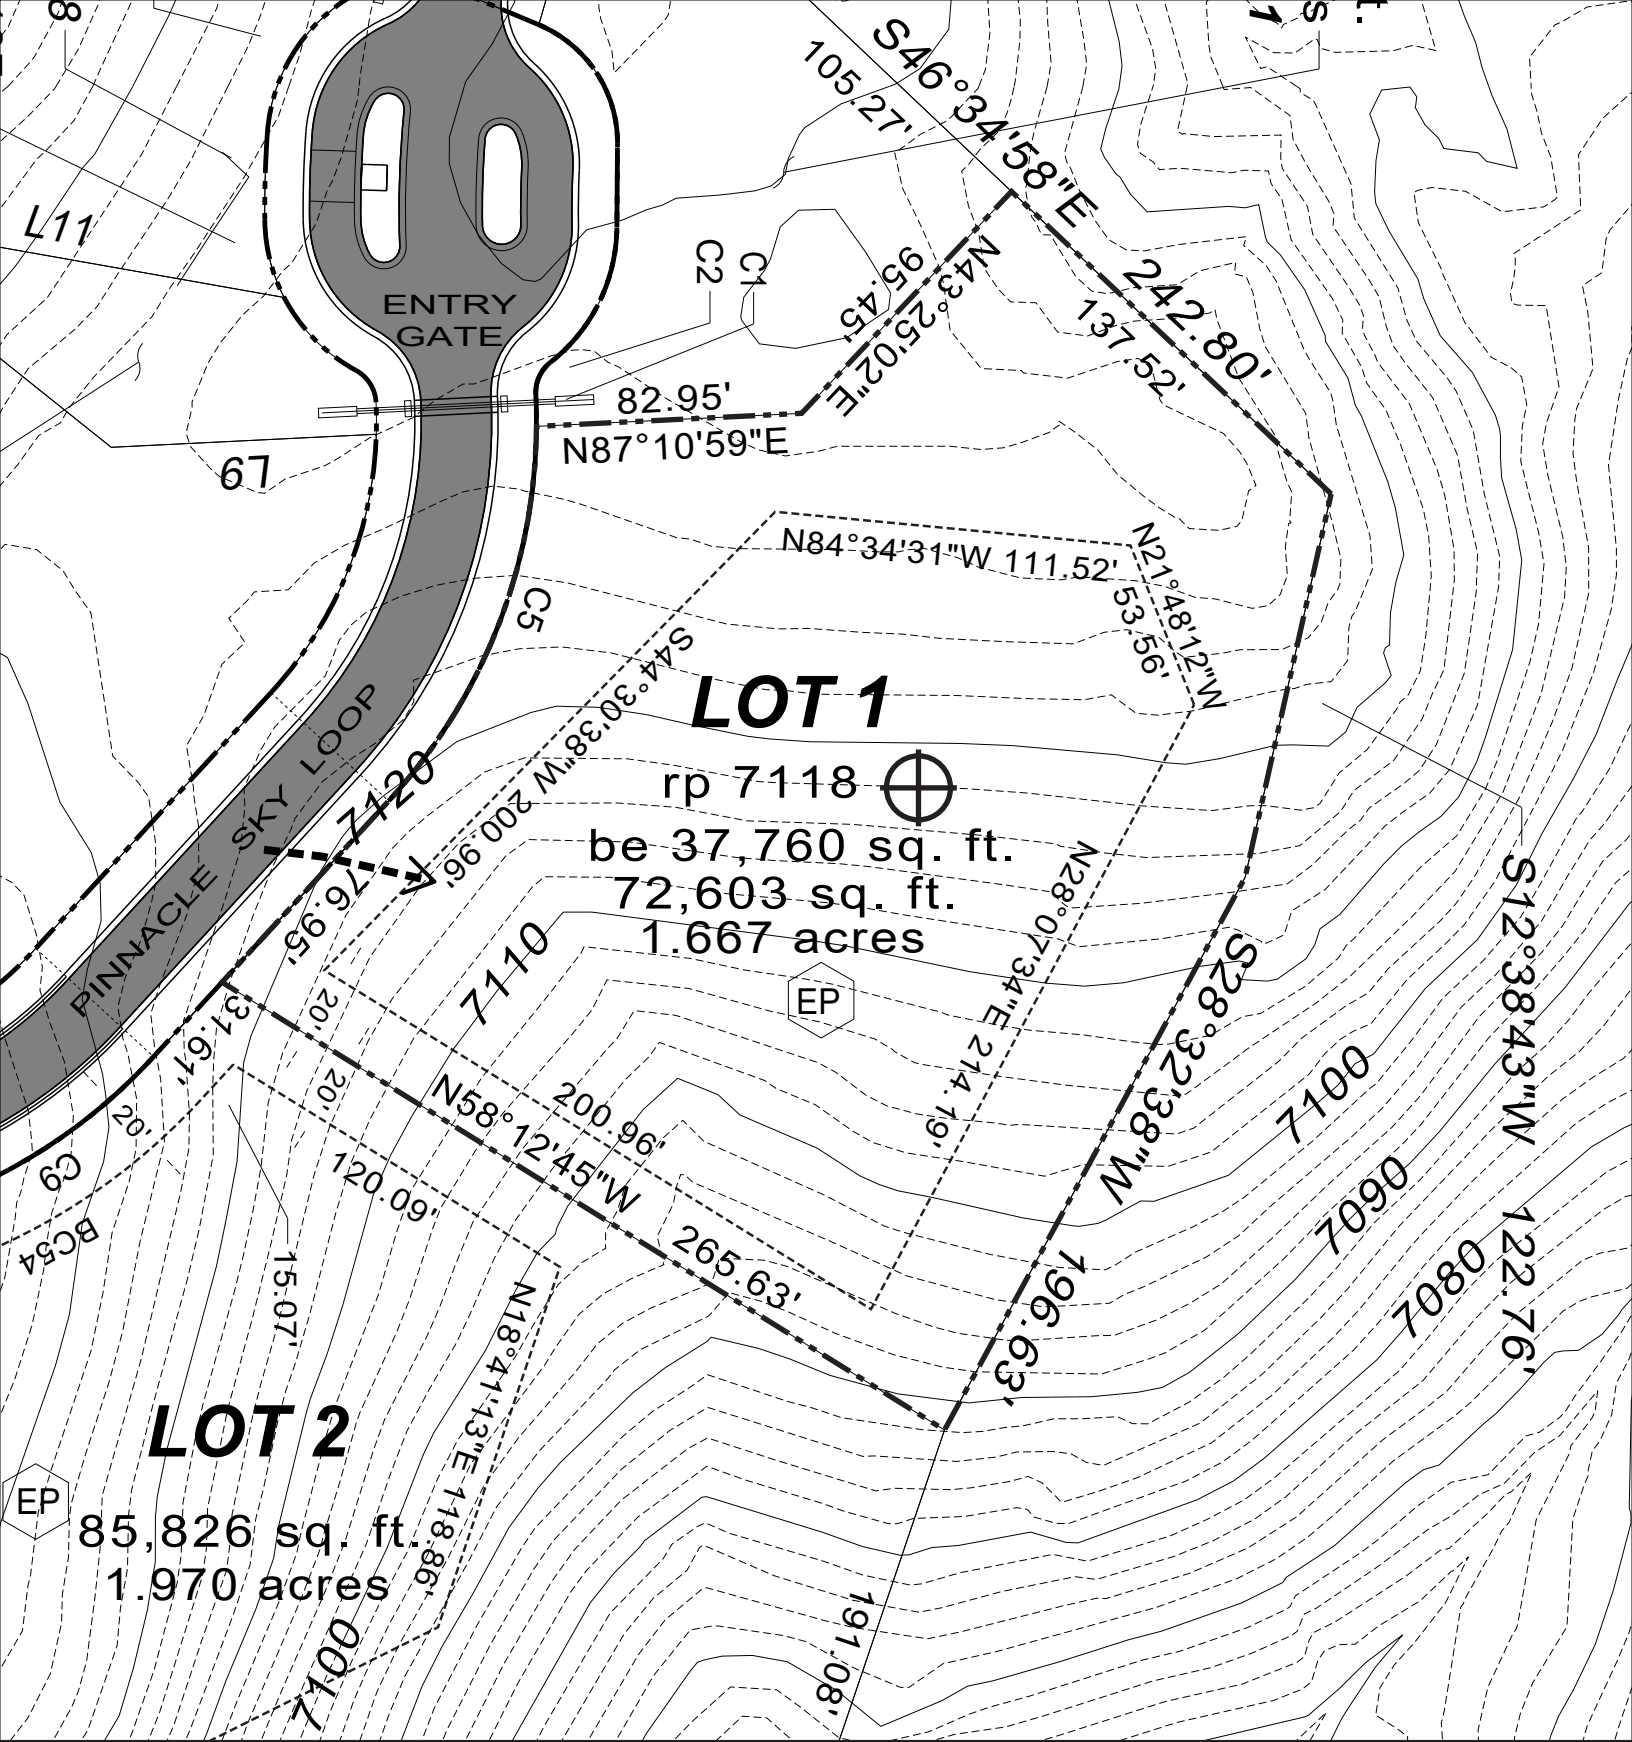 8
1
s
t.
S46°34'58"E
105.27'
L11
ENTRY
GATE
C2
C1
95.45'
N43°25'02"E
242.80'
137.52'
82.95'
N87°10'59"E
L9
C5
N84°34'31"W 111.52'
N21°48'12"W
53.56'
S44°30'38"W 200.96'
LOT 1
rp 7118
be 37,760 sq. ft.
72,603 sq. ft.
1.667 acres
EP
PINNACLE SKY LOOP
7120
76.95'
7110
N28°07'34"E 214.19'
S28°32'38"W
196.63'
S12°38'43"W 122.76'
31.61'
20'
20'
20'
C9
BC54
N58°12'45"W
200.96'
265.63'
120.09'
15.07'
N18°41'13"E 118.86'
7100
7090
7080
LOT 2
EP
85,826 sq. ft.
1.970 acres
7100
191.08'